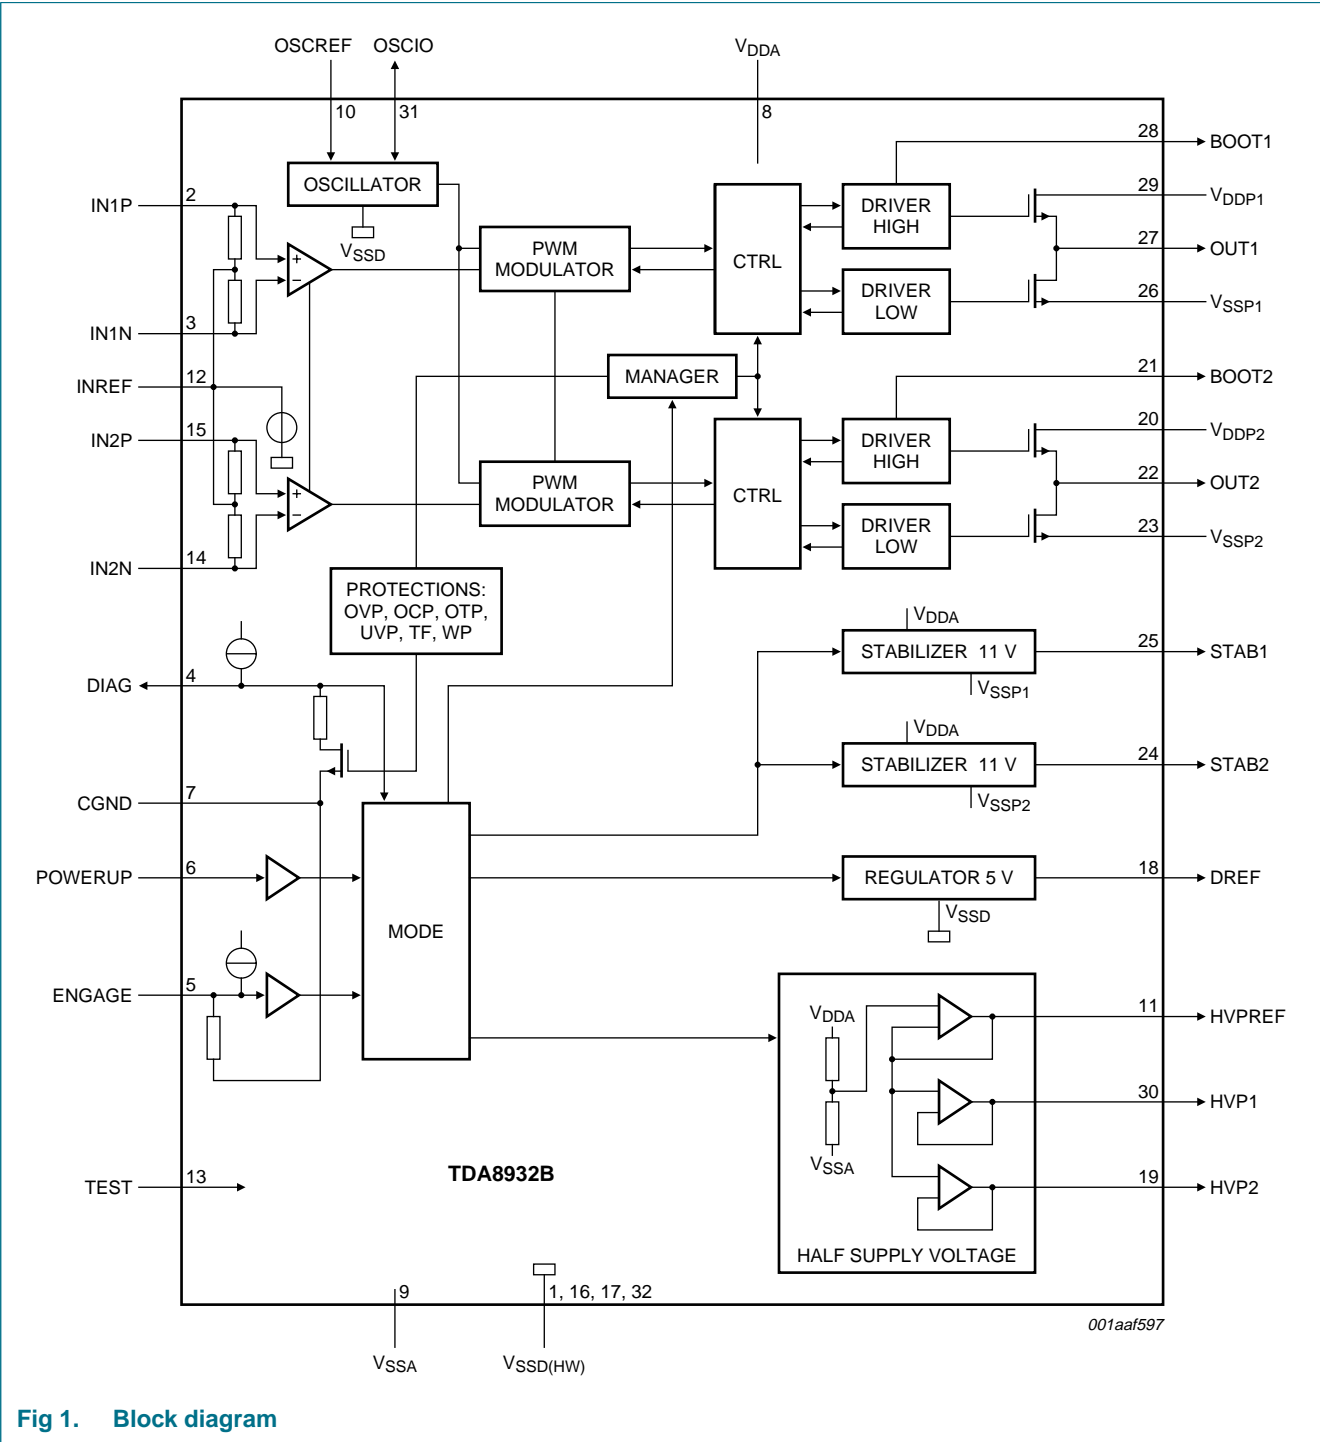 OSCREF OSCIO VDDA
10 31 8
28 BOOT1
OSCILLATOR
2 IN1P
VSSD
DRIVER
HIGH
29 VDDP1
PWM
MODULATOR
CTRL
27 OUT1
+
−
DRIVER
LOW
26 VSSP1
3 IN1N
MANAGER
21 BOOT2
12 INREF
15 IN2P
DRIVER
HIGH
20 VDDP2
PWM
MODULATOR
CTRL
22 OUT2
+
−
DRIVER
LOW
23 VSSP2
14 IN2N
PROTECTIONS:
OVP, OCP, OTP,
UVP, TF, WP
VDDA
STABILIZER 11 V
25 STAB1
VSSP1
4 DIAG
VDDA
STABILIZER 11 V
24 STAB2
VSSP2
7 CGND
6 POWERUP
REGULATOR 5 V
18 DREF
VSSD
MODE
5 ENGAGE
VDDA
11 HVPREF
30 HVP1
VSSA
19 HVP2
HALF SUPPLY VOLTAGE
13 TEST
TDA8932B
9 1, 16, 17, 32
VSSA VSSD(HW)
001aaf597
Fig 1. Block diagram